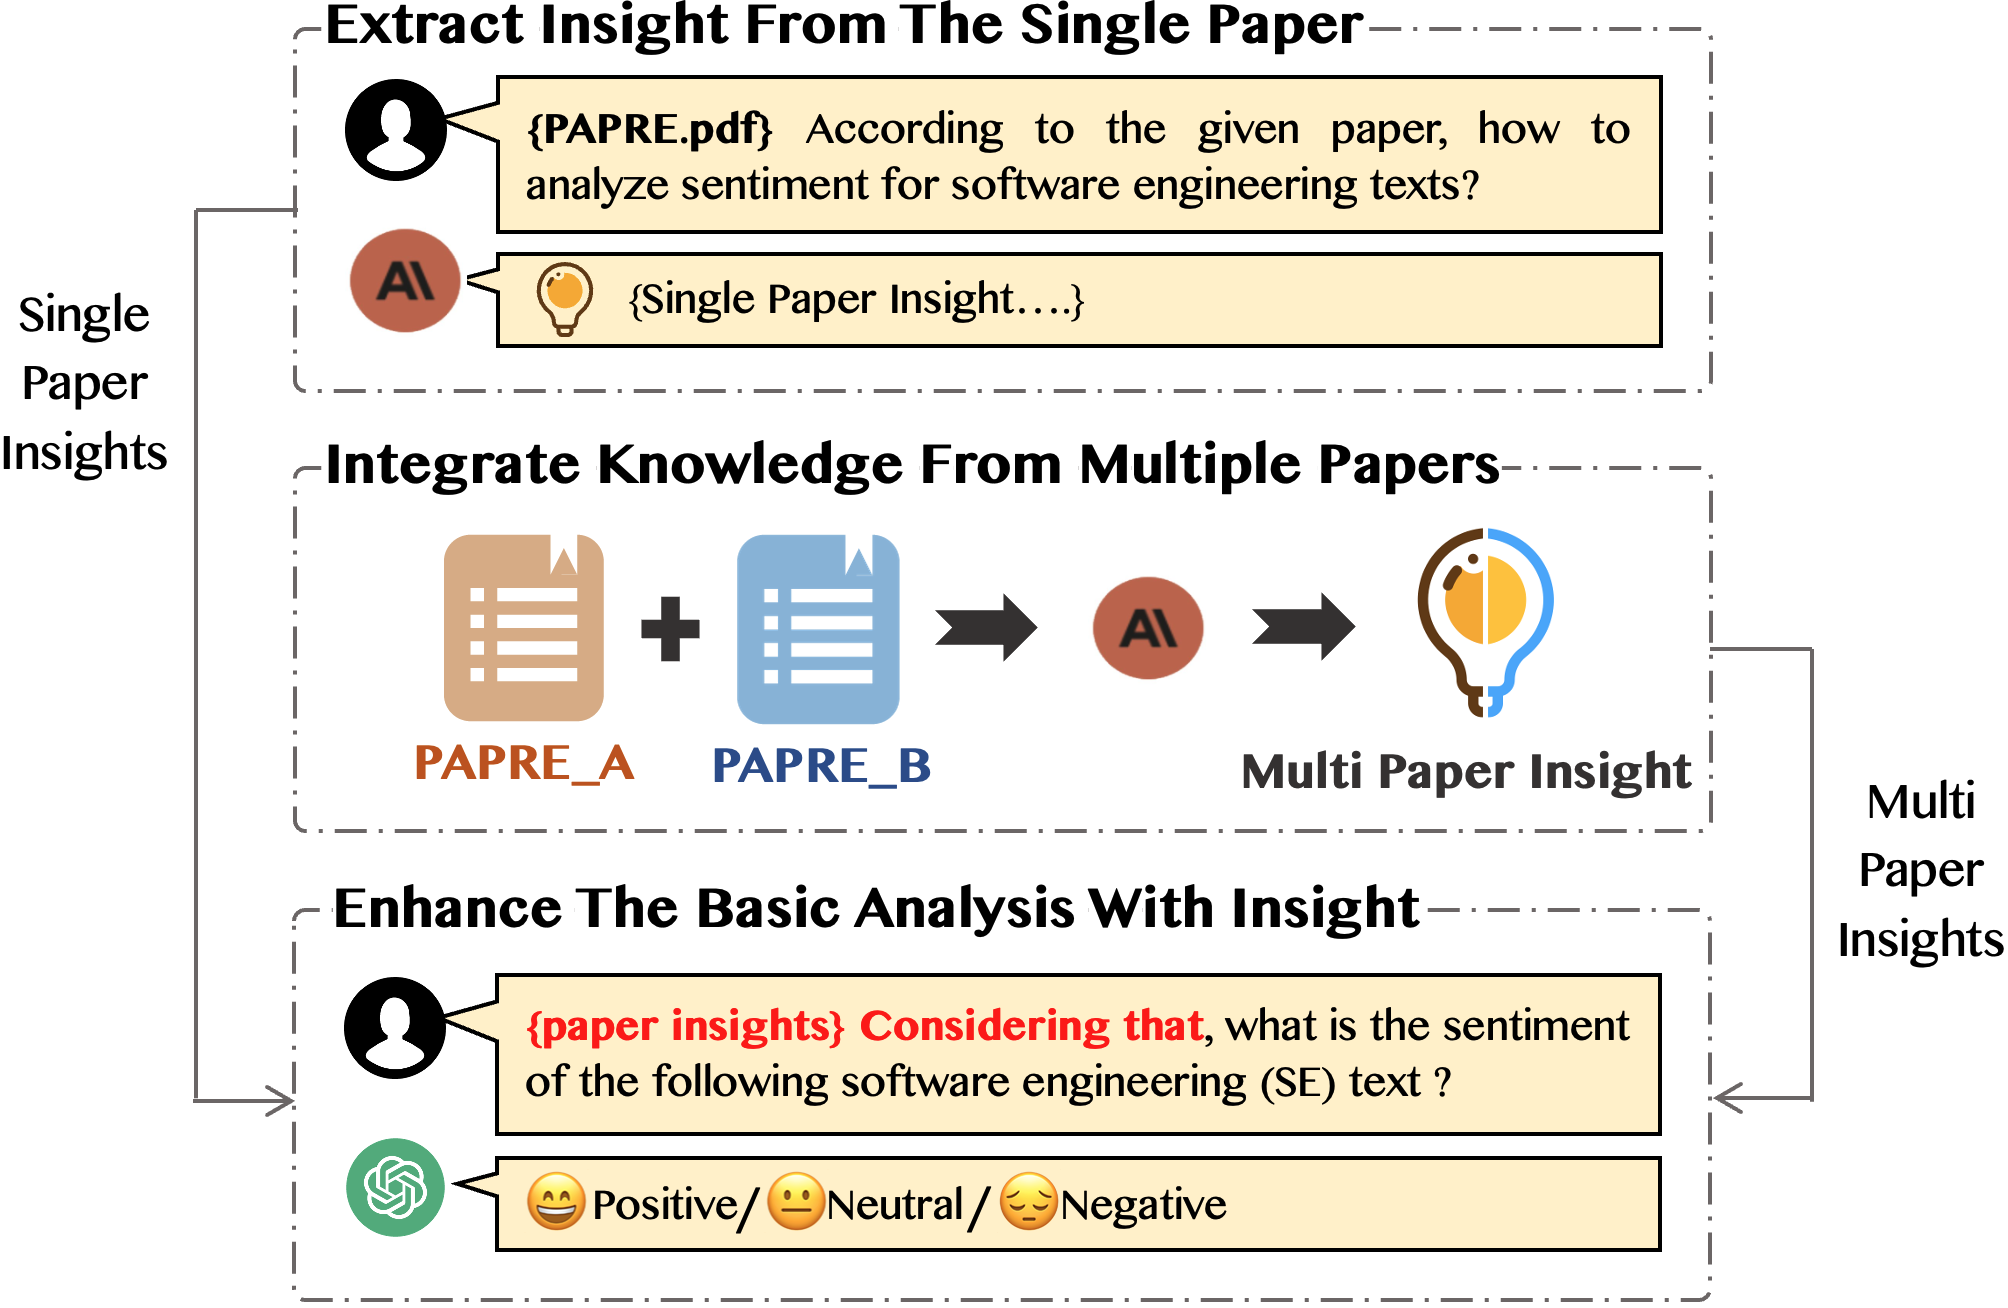 Extract Insight From The Single Paper
{PAPRE.pdf} According to the given paper, how to
analyze sentiment for software engineering texts?
{Single Paper Insight....}
Single
Paper
Insights
Integrate Knowledge From Multiple Papers
PAPRE_A
PAPRE_B
Multi Paper Insight
Multi
Paper
Insights
Enhance The Basic Analysis With Insight
{paper insights} Considering that, what is the sentiment
of the following software engineering (SE) text ?
Positive/ Neutral/ Negative